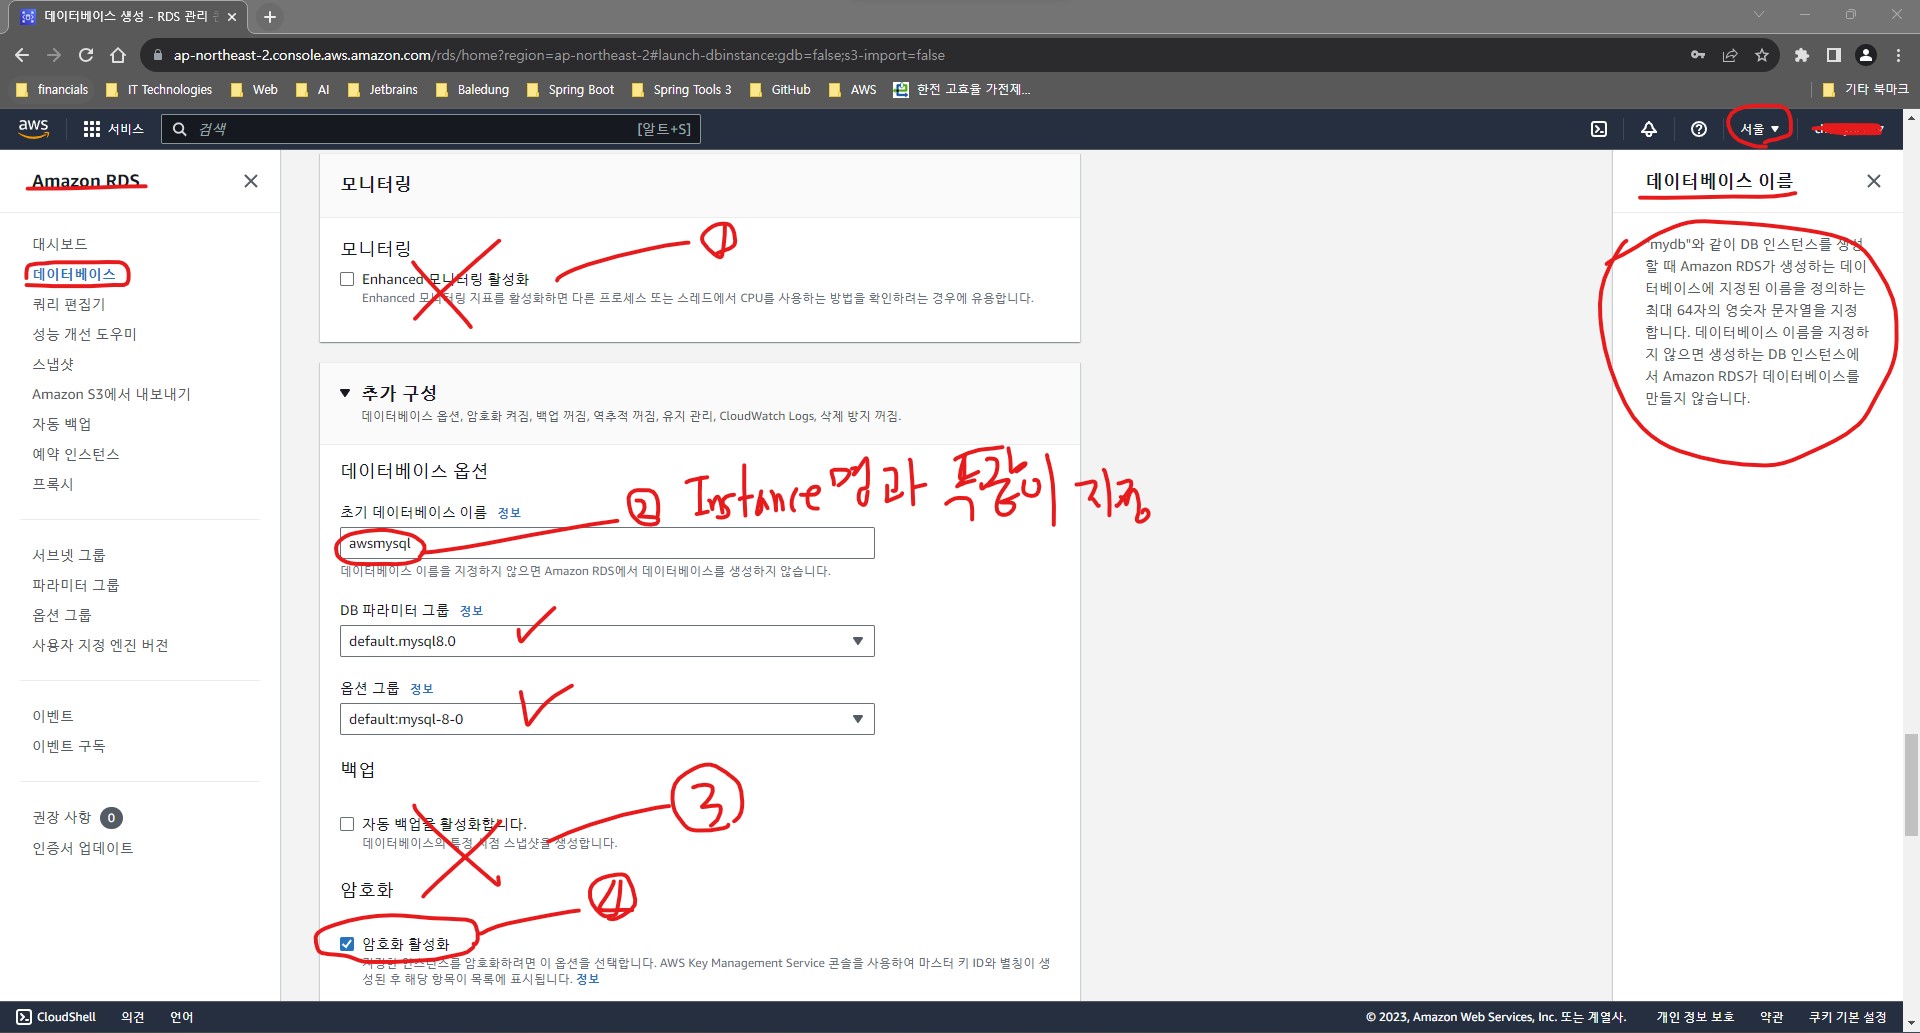 데이터베이스 생성 - RDS 관리 콘
ap-northeast-2.console.aws.amazon.com/rds/home?region=ap-northeast-2#launch-dbinstance:gdb=false;s3-import=false
financials IT Technologies Web AI Jetbrains Baledung Spring Boot Spring Tools 3 GitHub AWS 한전 고효율 가전제... 기타 북마크
aws 서비스 검색 [알트+S] 서울
Amazon RDS
대시보드
데이터베이스
쿼리 편집기
성능 개선 도우미
스냅샷
Amazon S3에서 내보내기
자동 백업
예약 인스턴스
프록시
서브넷 그룹
파라미터 그룹
옵션 그룹
사용자 지정 엔진 버전
이벤트
이벤트 구독
권장 사항 0
인증서 업데이트
모니터링
모니터링
①
Enhanced 모니터링 활성화
Enhanced 모니터링 지표를 활성화하면 다른 프로세스 또는 스레드에서 CPU를 사용하는 방법을 확인하려는 경우에 유용합니다.
추가 구성
데이터베이스 옵션, 암호화 켜짐, 백업 꺼짐, 역추적 꺼짐, 유지 관리, CloudWatch Logs, 삭제 방지 꺼짐.
데이터베이스 옵션
② Instance명과 똑같이 지정
초기 데이터베이스 이름 정보
awsmysql
데이터베이스 이름을 지정하지 않으면 Amazon RDS에서 데이터베이스를 생성하지 않습니다.
DB 파라미터 그룹 정보
default.mysql8.0
옵션 그룹 정보
default:mysql-8-0
백업
③
자동 백업을 활성화합니다.
데이터베이스의 특정 시점 스냅샷을 생성합니다.
암호화
④
암호화 활성화
지정한 인스턴스를 암호화하려면 이 옵션을 선택합니다. AWS Key Management Service 콘솔을 사용하여 마스터 키 ID와 별칭이 생
성된 후 해당 항목이 목록에 표시됩니다. 정보
데이터베이스 이름
"mydb"와 같이 DB 인스턴스를 생성
할 때 Amazon RDS가 생성하는 데이
터베이스에 지정된 이름을 정의하는
최대 64자의 영숫자 문자열을 지정
합니다. 데이터베이스 이름을 지정하
지 않으면 생성하는 DB 인스턴스에
서 Amazon RDS가 데이터베이스를
만들지 않습니다.
CloudShell 의견 언어 © 2023, Amazon Web Services, Inc. 또는 계열사. 개인 정보 보호 약관 쿠키 기본 설정